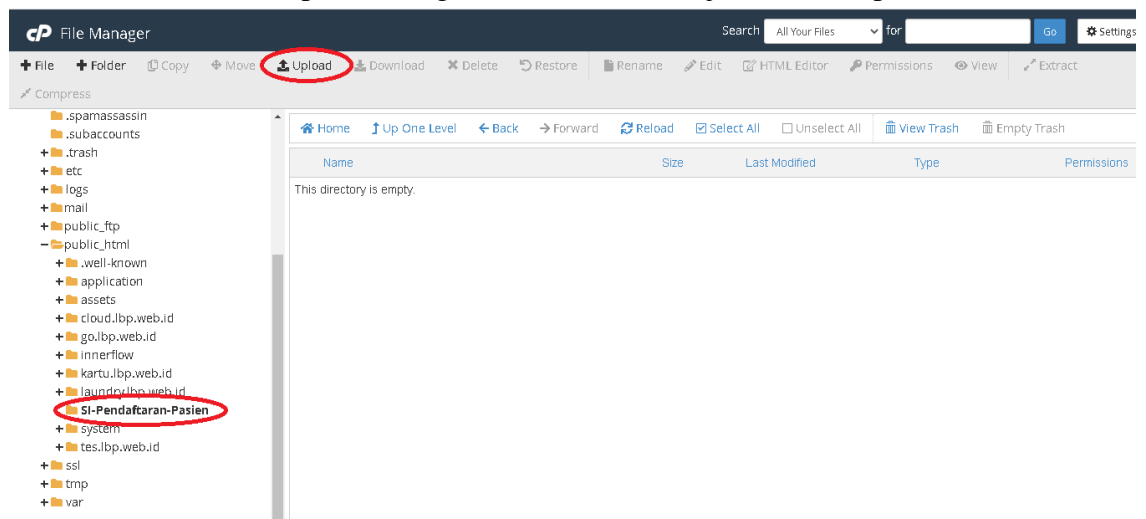 cP File Manager Search All Your Files for Go Settings
File Folder Copy Move Upload Download Delete Restore Rename Edit HTML Editor Permissions View Extract
Compress
.spamassassin
.subaccounts
.trash
etc
logs
mail
public_ftp
public_html
.well-known
application
assets
cloud.lbp.web.id
go.lbp.web.id
innerflow
kartu.lbp.web.id
laundry.lbp.web.id
SI-Pendaftaran-Pasien
system
tes.lbp.web.id
ssl
tmp
var
Home Up One Level Back Forward Reload Select All Unselect All View Trash Empty Trash
Name Size Last Modified Type Permissions
This directory is empty.